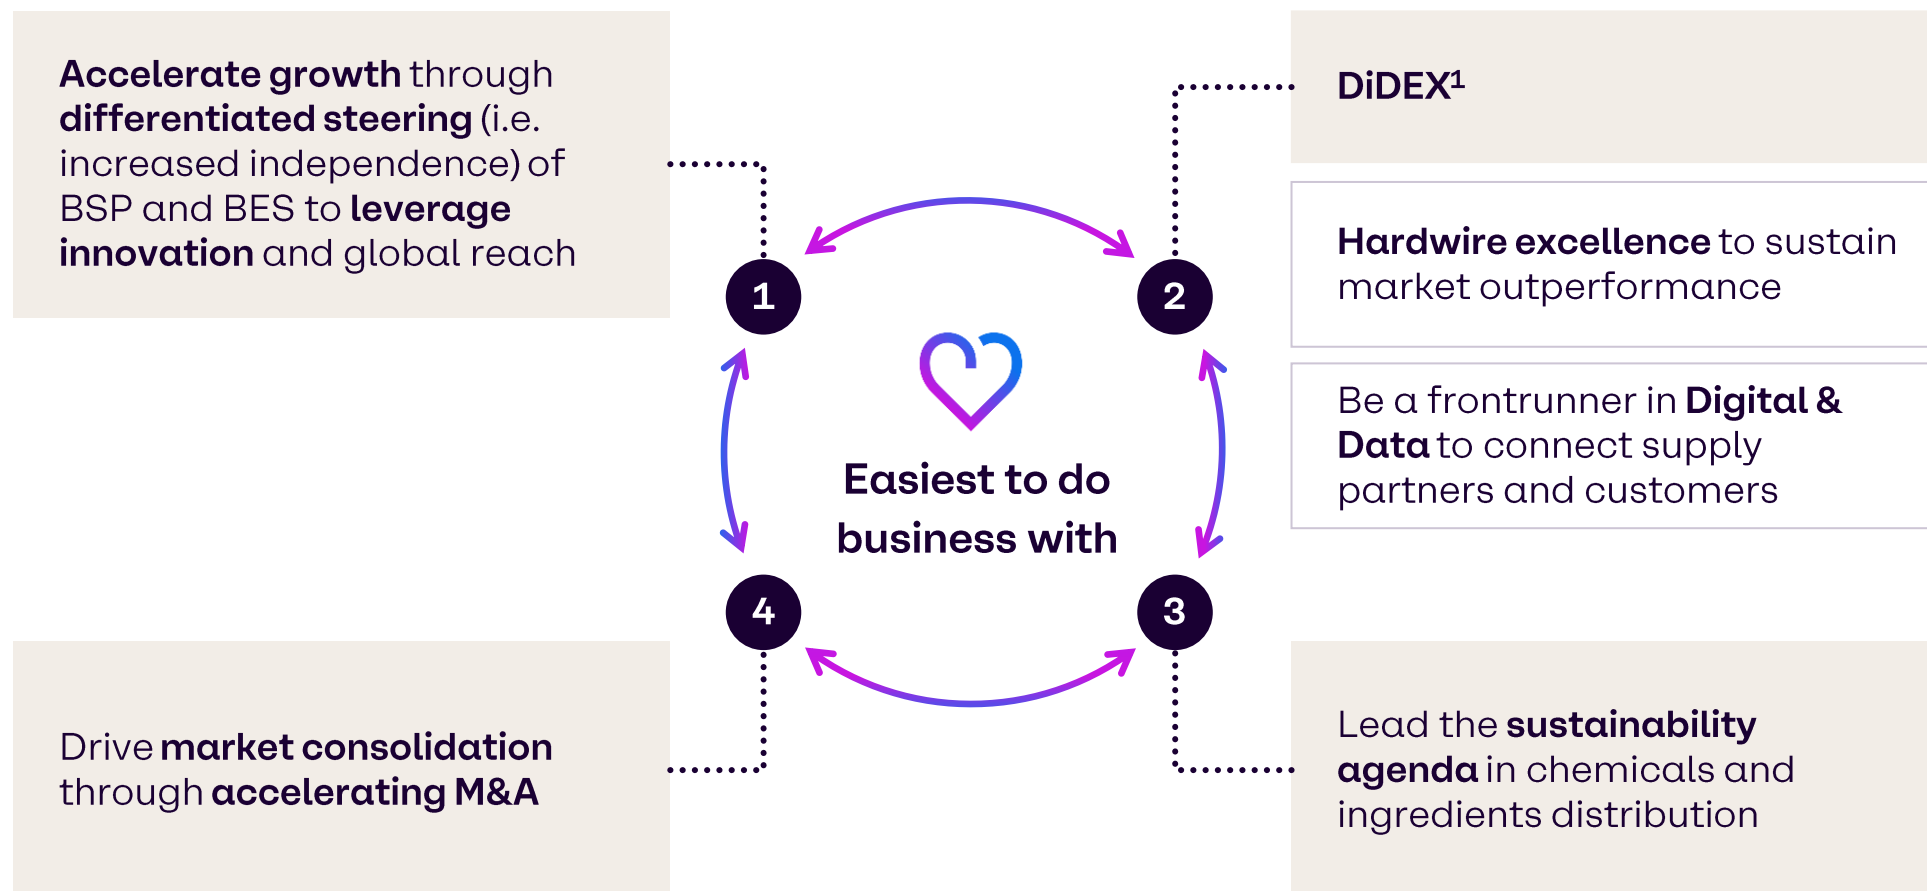 Accelerate growth through
differentiated steering (i.e.
increased independence) of
BSP and BES to leverage
innovation and global reach
DiDEX¹
Hardwire excellence to sustain
market outperformance
Be a frontrunner in Digital &
Data to connect supply
partners and customers
1
2
Easiest to do
business with
4
3
Drive market consolidation
through accelerating M&A
Lead the sustainability
agenda in chemicals and
ingredients distribution